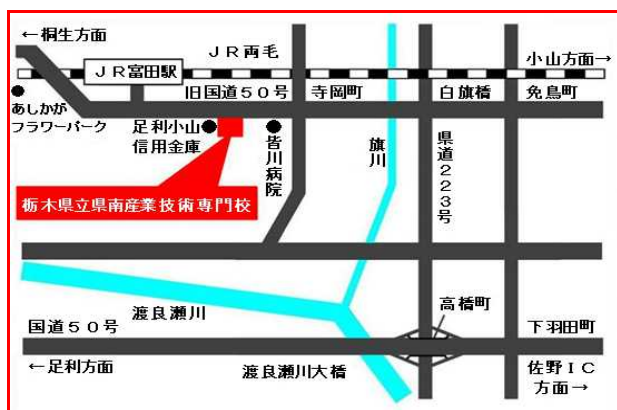 ←桐生方面
JR両毛
小山方面→
JR富田駅
旧国道50号
寺岡町
白旗橋
免鳥町
あしかが
フラワーパーク
足利小山
信用金庫
皆川病院
旗川
県道223号
栃木県立県南産業技術専門校
渡良瀬川
高橋町
国道50号
下羽田町
←足利方面
渡良瀬川大橋
佐野IC
方面→